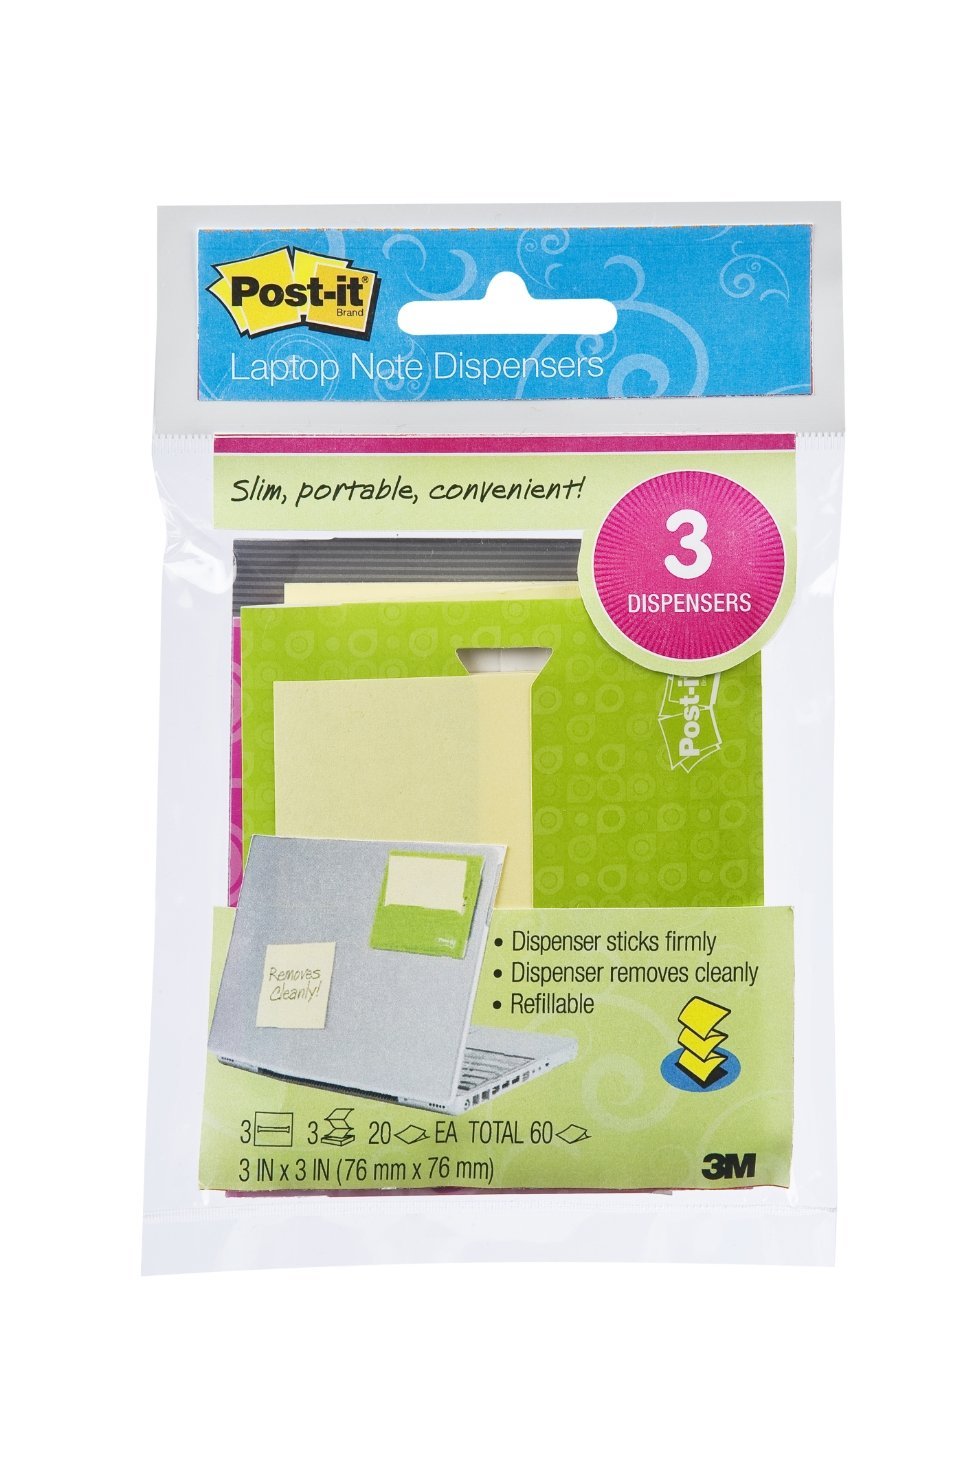 Post-it®
Brand
Laptop Note Dispensers
Slim, portable, convenient!
3
DISPENSERS
Post-i
• Dispenser sticks firmly
• Dispenser removes cleanly
• Refillable
Removes
Cleanly!
3 3 20 EA TOTAL 60
3 IN x 3 IN (76 mm x 76 mm)
3M